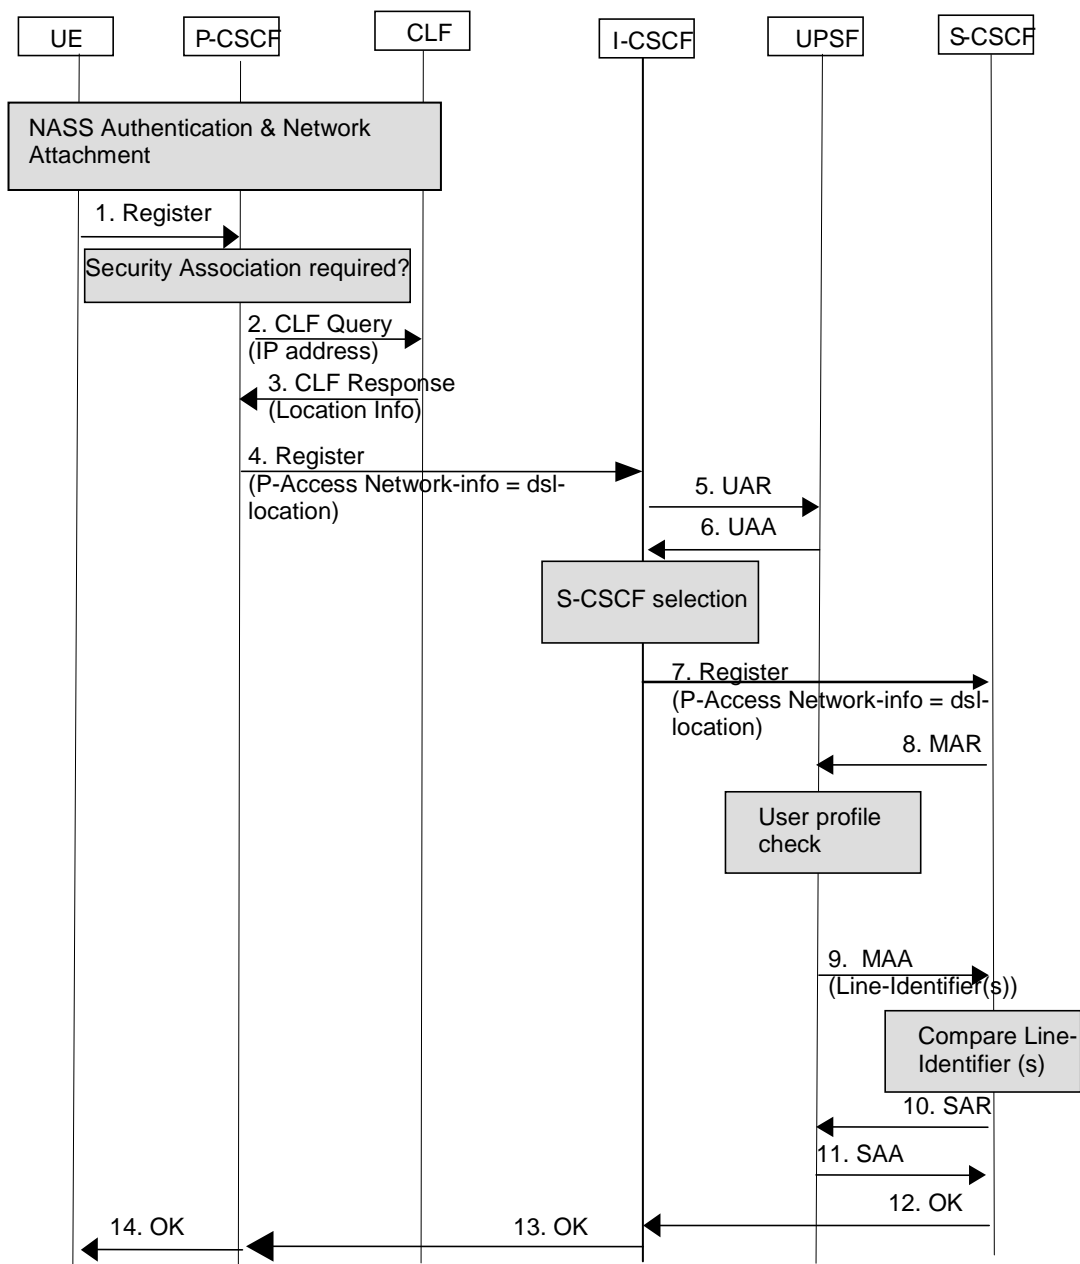 UE
P-CSCF
CLF
I-CSCF
UPSF
S-CSCF
NASS Authentication & Network
Attachment
1. Register
Security Association required?
2. CLF Query
(IP address)
3. CLF Response
(Location Info)
4. Register
(P-Access Network-info = dsl-
location)
5. UAR
6. UAA
S-CSCF selection
7. Register
(P-Access Network-info = dsl-
location)
8. MAR
User profile
check
9. MAA
(Line-Identifier(s))
Compare Line-
Identifier (s)
10. SAR
11. SAA
12. OK
13. OK
14. OK